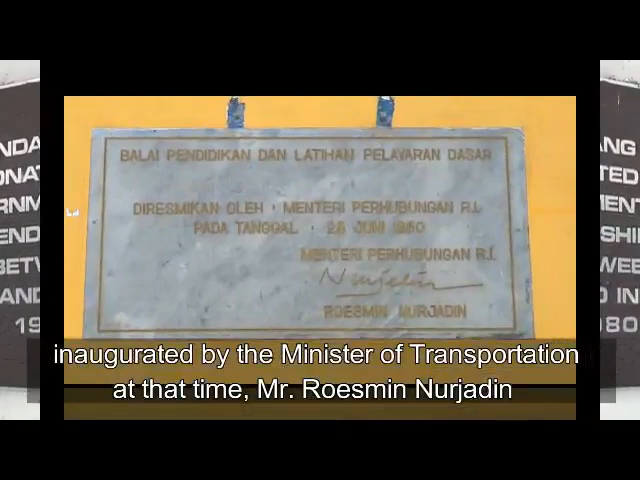 BALAI PENDIDIKAN DAN LATIHAN PELAYARAN DASAR
DIRESMIKAN OLEH : MENTERI PERHUBUNGAN R.I.
PADA TANGGAL : 28 JUNI 1980
MENTERI PERHUBUNGAN R.I.
Nurjadin
ROESMIN NURJADIN
inaugurated by the Minister of Transportation
at that time, Mr. Roesmin Nurjadin